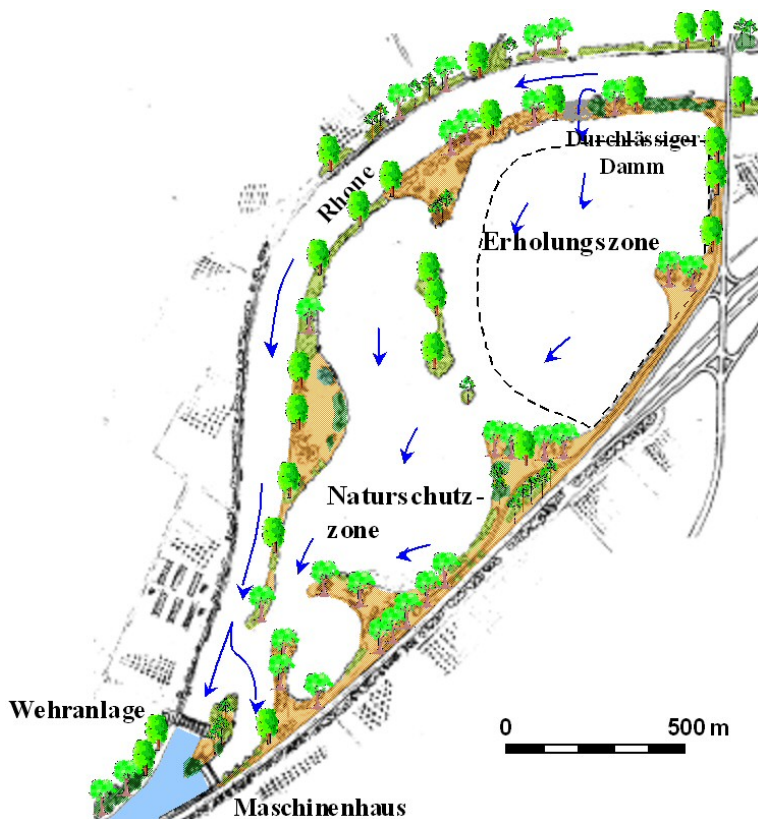 Durchlässiger-
Damm
Rhone
Erholungszone
Naturschutz-
zone
Wehranlage
0 500 m
Maschinenhaus